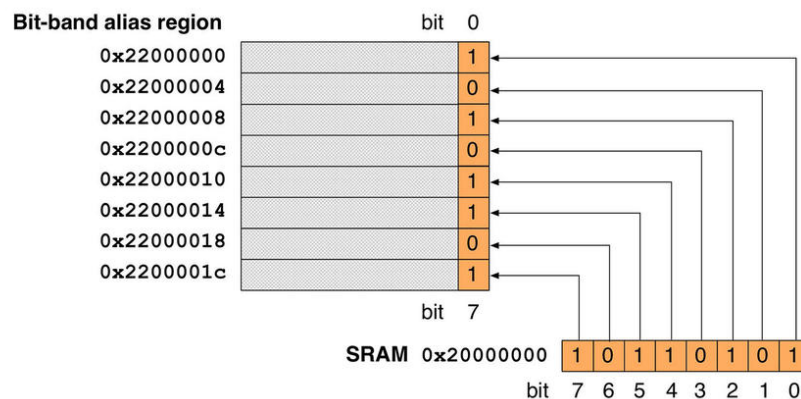 Bit-band alias region bit 0
0x22000000 1
0x22000004 0
0x22000008 1
0x2200000c 0
0x22000010 1
0x22000014 1
0x22000018 0
0x2200001c 1
bit 7
SRAM 0x20000000 1 0 1 1 0 1 0 1
bit 7 6 5 4 3 2 1 0